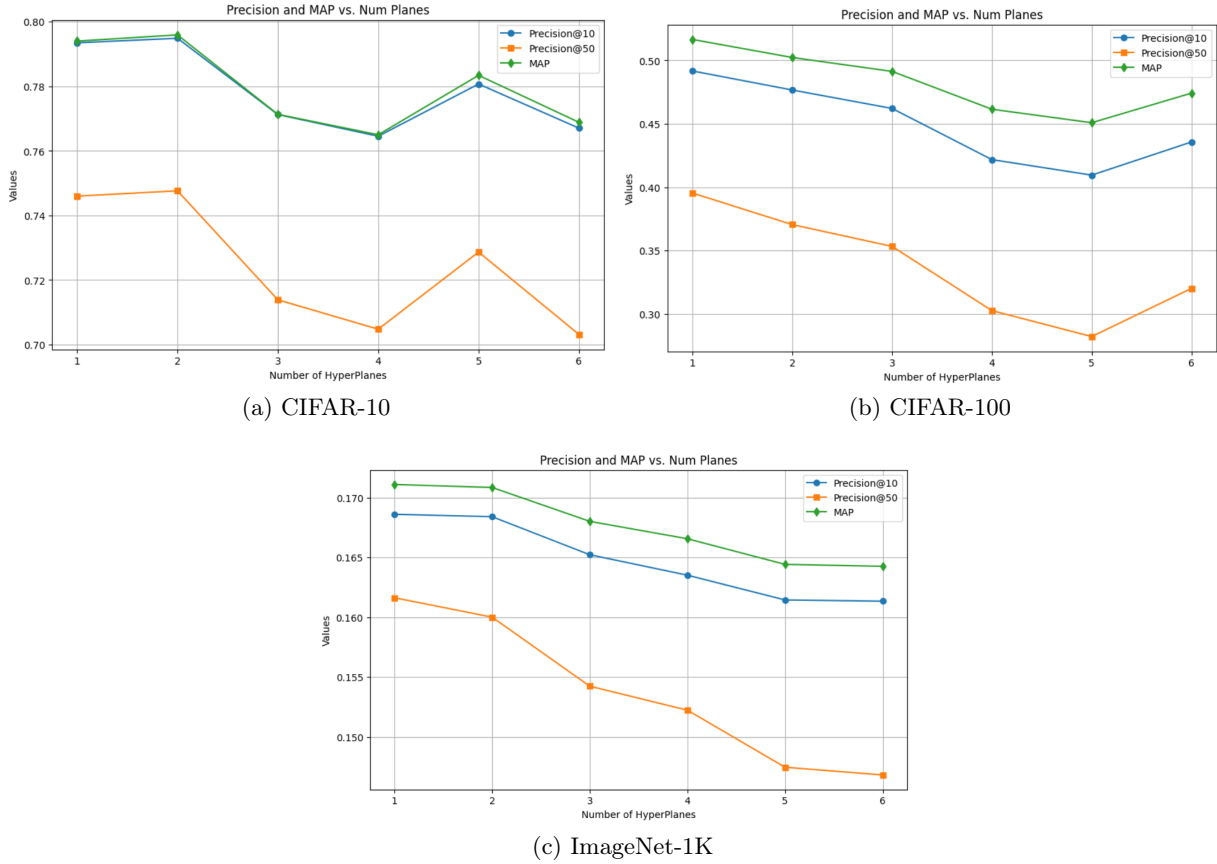 Precision and MAP vs. Num Planes
0.80
0.78
0.76
0.74
0.72
0.70
Values
Precision@10
Precision@50
MAP
1 2 3 4 5 6
Number of HyperPlanes
(a) CIFAR-10
Precision and MAP vs. Num Planes
0.50
0.45
0.40
0.35
0.30
Values
Precision@10
Precision@50
MAP
1 2 3 4 5 6
Number of HyperPlanes
(b) CIFAR-100
Precision and MAP vs. Num Planes
0.170
0.165
0.160
0.155
0.150
Values
Precision@10
Precision@50
MAP
1 2 3 4 5 6
Number of HyperPlanes
(c) ImageNet-1K